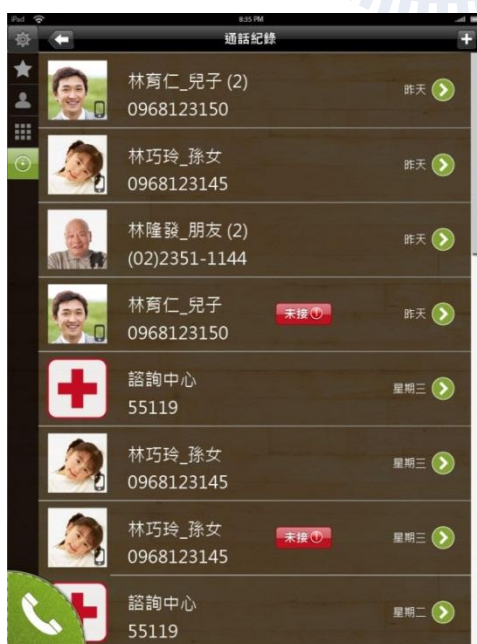 iPad
8:35 PM
通話紀錄
林育仁_兒子 (2)
0968123150
昨天
林巧玲_孫女
0968123145
昨天
林隆發_朋友 (2)
(02)2351-1144
昨天
林育仁_兒子
0968123150
未接
昨天
諮詢中心
55119
星期三
林巧玲_孫女
0968123145
星期三
林巧玲_孫女
0968123145
未接
星期三
諮詢中心
55119
星期二